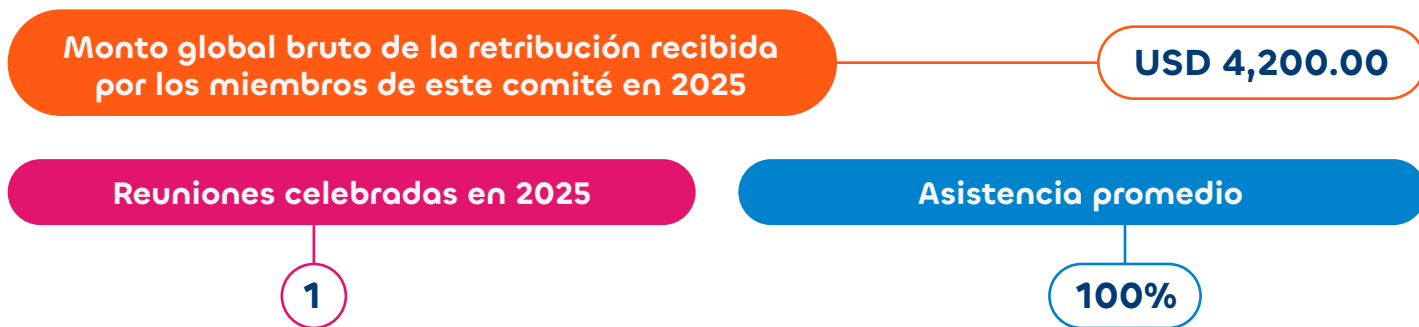 Monto global bruto de la retribución recibida
por los miembros de este comité en 2025
USD 4,200.00
Reuniones celebradas en 2025
Asistencia promedio
1
100%